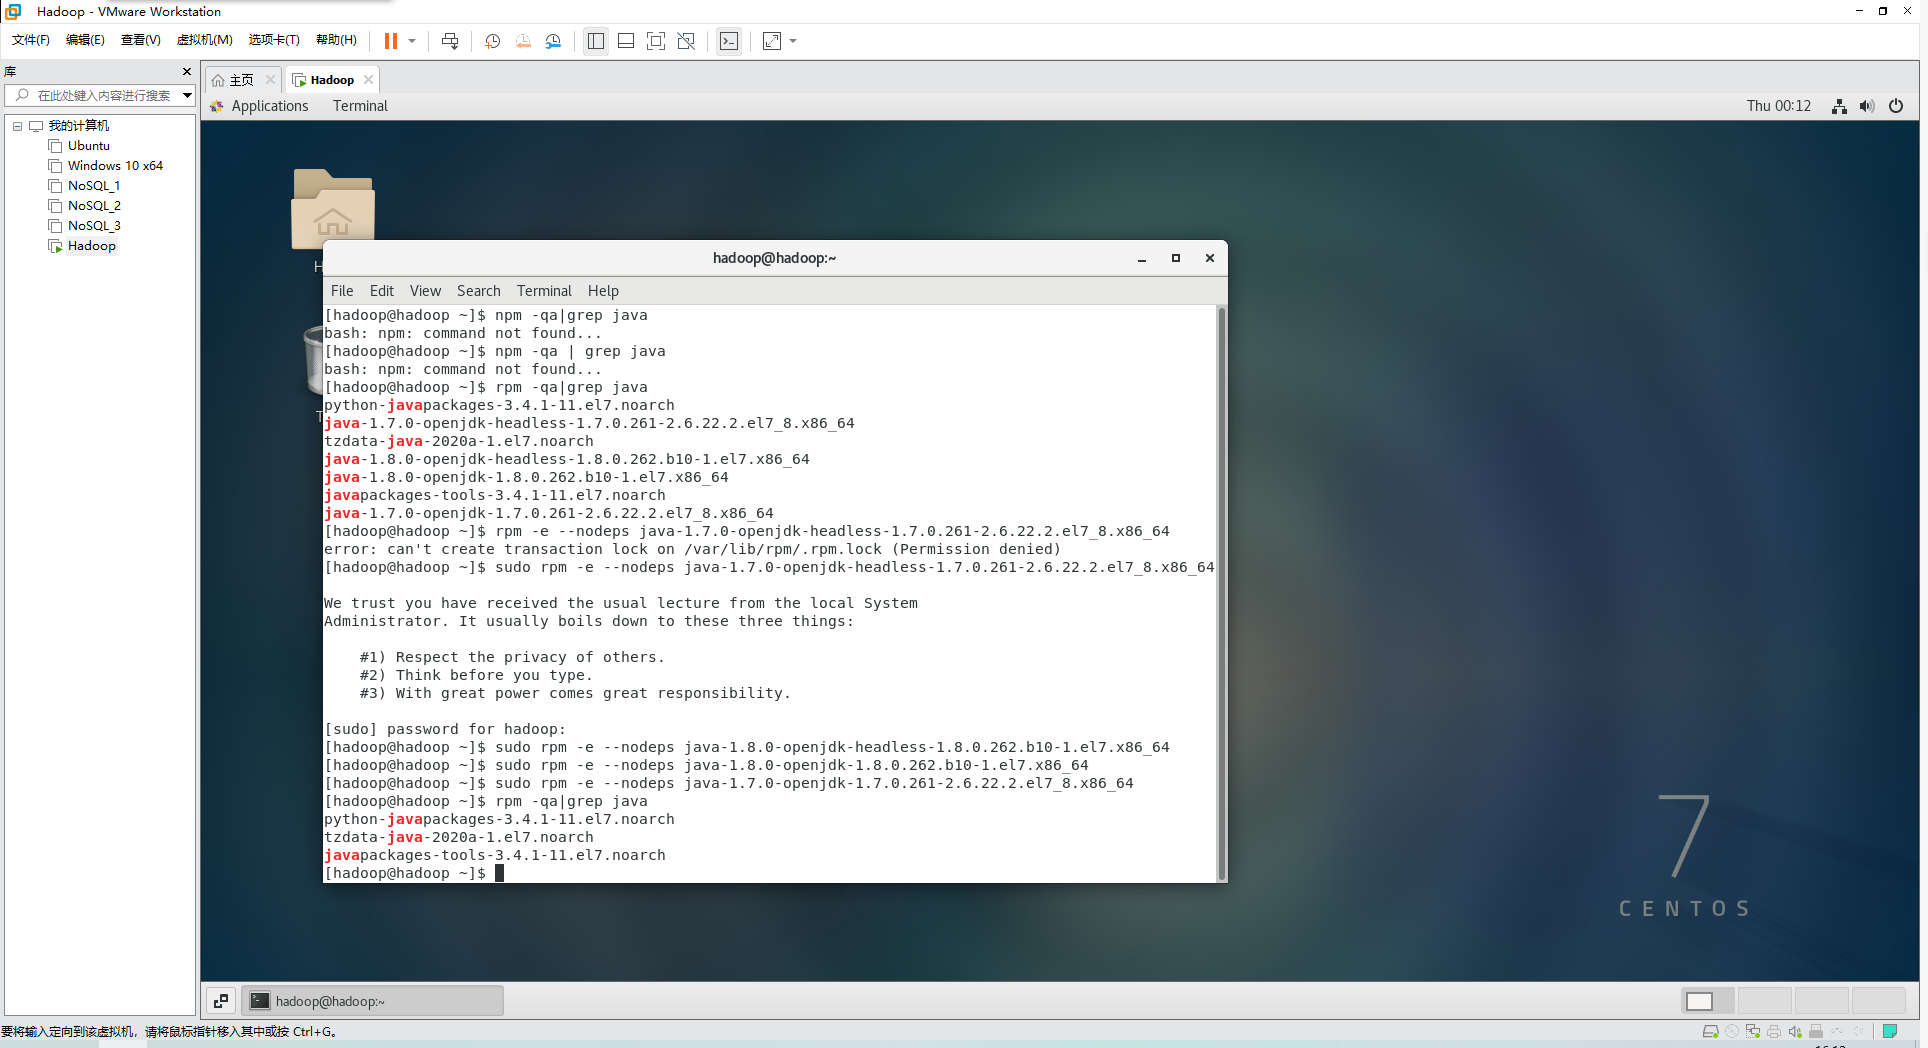 Hadoop - VMware Workstation
文件(F) 编辑(E) 查看(V) 虚拟机(M) 选项卡(T) 帮助(H)
库
在此处键入内容进行搜索
我的计算机
Ubuntu
Windows 10 x64
NoSQL_1
NoSQL_2
NoSQL_3
Hadoop
主页 Hadoop
Applications Terminal Thu 00:12
hadoop@hadoop:~
File Edit View Search Terminal Help
[hadoop@hadoop ~]$ npm -qa|grep java
bash: npm: command not found...
[hadoop@hadoop ~]$ npm -qa | grep java
bash: npm: command not found...
[hadoop@hadoop ~]$ rpm -qa|grep java
python-javapackages-3.4.1-11.el7.noarch
java-1.7.0-openjdk-headless-1.7.0.261-2.6.22.2.el7_8.x86_64
tzdata-java-2020a-1.el7.noarch
java-1.8.0-openjdk-headless-1.8.0.262.b10-1.el7.x86_64
java-1.8.0-openjdk-1.8.0.262.b10-1.el7.x86_64
javapackages-tools-3.4.1-11.el7.noarch
java-1.7.0-openjdk-1.7.0.261-2.6.22.2.el7_8.x86_64
[hadoop@hadoop ~]$ rpm -e --nodeps java-1.7.0-openjdk-headless-1.7.0.261-2.6.22.2.el7_8.x86_64
error: can't create transaction lock on /var/lib/rpm/.rpm.lock (Permission denied)
[hadoop@hadoop ~]$ sudo rpm -e --nodeps java-1.7.0-openjdk-headless-1.7.0.261-2.6.22.2.el7_8.x86_64
We trust you have received the usual lecture from the local System
Administrator. It usually boils down to these three things:
#1) Respect the privacy of others.
#2) Think before you type.
#3) With great power comes great responsibility.
[sudo] password for hadoop:
[hadoop@hadoop ~]$ sudo rpm -e --nodeps java-1.8.0-openjdk-headless-1.8.0.262.b10-1.el7.x86_64
[hadoop@hadoop ~]$ sudo rpm -e --nodeps java-1.8.0-openjdk-1.8.0.262.b10-1.el7.x86_64
[hadoop@hadoop ~]$ sudo rpm -e --nodeps java-1.7.0-openjdk-1.7.0.261-2.6.22.2.el7_8.x86_64
[hadoop@hadoop ~]$ rpm -qa|grep java
python-javapackages-3.4.1-11.el7.noarch
tzdata-java-2020a-1.el7.noarch
javapackages-tools-3.4.1-11.el7.noarch
[hadoop@hadoop ~]$
7
CENTOS
hadoop@hadoop:~
要将输入定向到该虚拟机，请将鼠标指针移入其中或按 Ctrl+G。